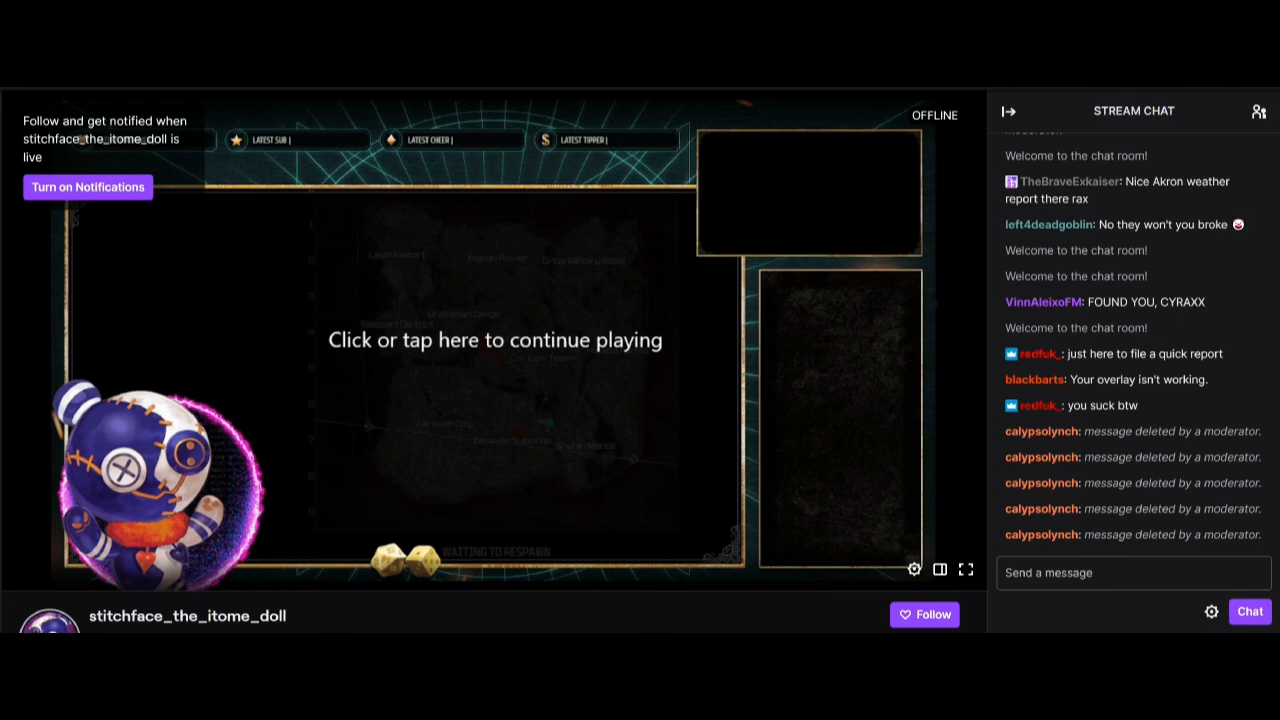 Follow and get notified when
stitchface_the_itome_doll is
live
Turn on Notifications
LATEST SUB |
LATEST CHEER |
LATEST TIPPER |
OFFLINE
Click or tap here to continue playing
WAITING TO RESPAWN
stitchface_the_itome_doll
Follow
STREAM CHAT
Welcome to the chat room!
TheBraveExkaiser: Nice Akron weather
report there rax
left4deadgoblin: No they won't you broke
Welcome to the chat room!
Welcome to the chat room!
VinnAleixoFM: FOUND YOU, CYRAXX
Welcome to the chat room!
redfuk_: just here to file a quick report
blackbarts: Your overlay isn't working.
redfuk_: you suck btw
calypsolynch: message deleted by a moderator.
calypsolynch: message deleted by a moderator.
calypsolynch: message deleted by a moderator.
calypsolynch: message deleted by a moderator.
calypsolynch: message deleted by a moderator.
Send a message
Chat